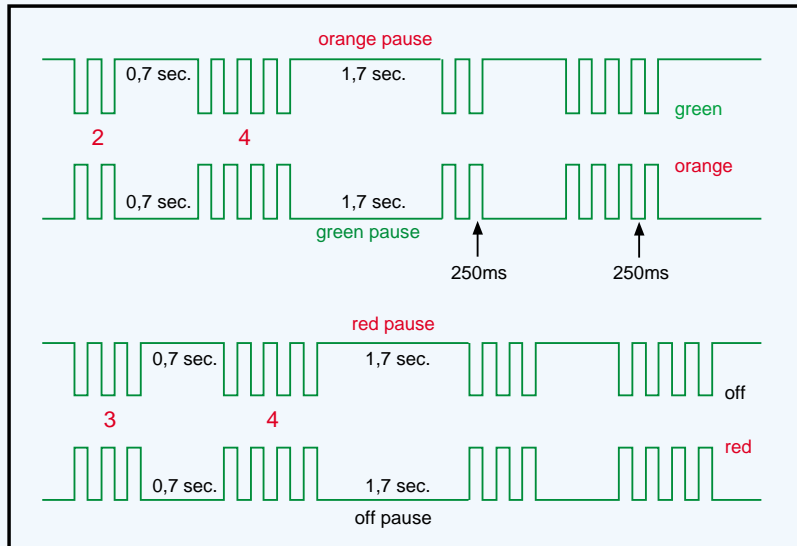 orange pause
0,7 sec. 1,7 sec.
green
2 4
orange
0,7 sec. 1,7 sec.
green pause
250ms 250ms
red pause
0,7 sec. 1,7 sec.
off
3 4
red
0,7 sec. 1,7 sec.
off pause